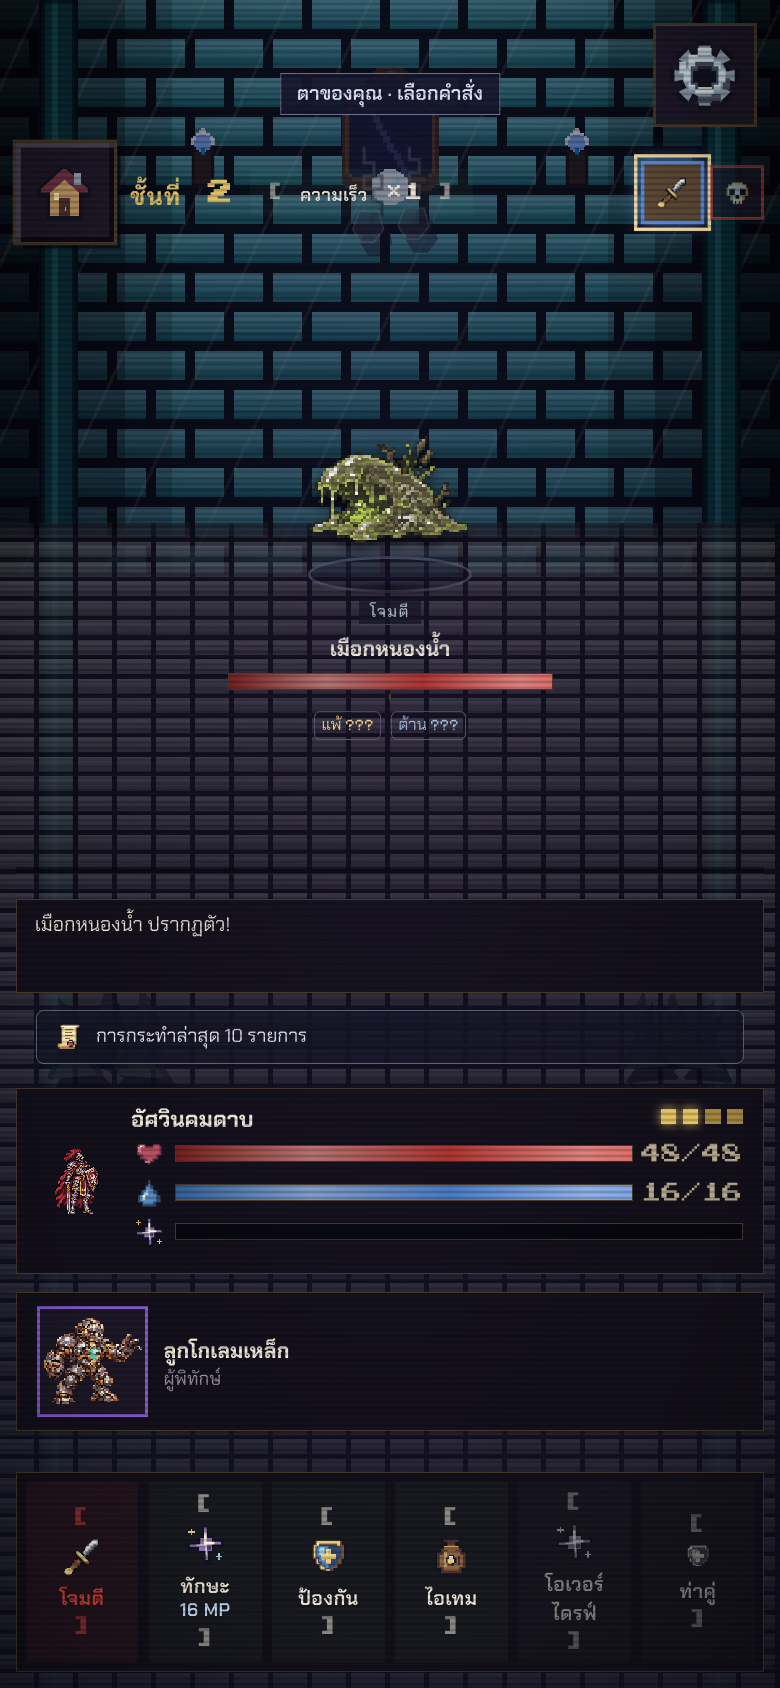 ตาของคุณ · เลือกคำสั่ง
ชั้นที่ 2 [ ความเร็ว ×1 ]
โจมตี
เมือกหนองน้ำ
แพ้ ??? ต้าน ???
เมือกหนองน้ำ ปรากฏตัว!
การกระทำล่าสุด 10 รายการ
อัศวินคมดาบ
48/48
16/16
ลูกโกเลมเหล็ก
ผู้พิทักษ์
[ โจมตี ]
[ ทักษะ 16 MP ]
[ ป้องกัน ]
[ ไอเทม ]
[ โอเวอร์ไดรฟ์ ]
[ ท่าคู่ ]